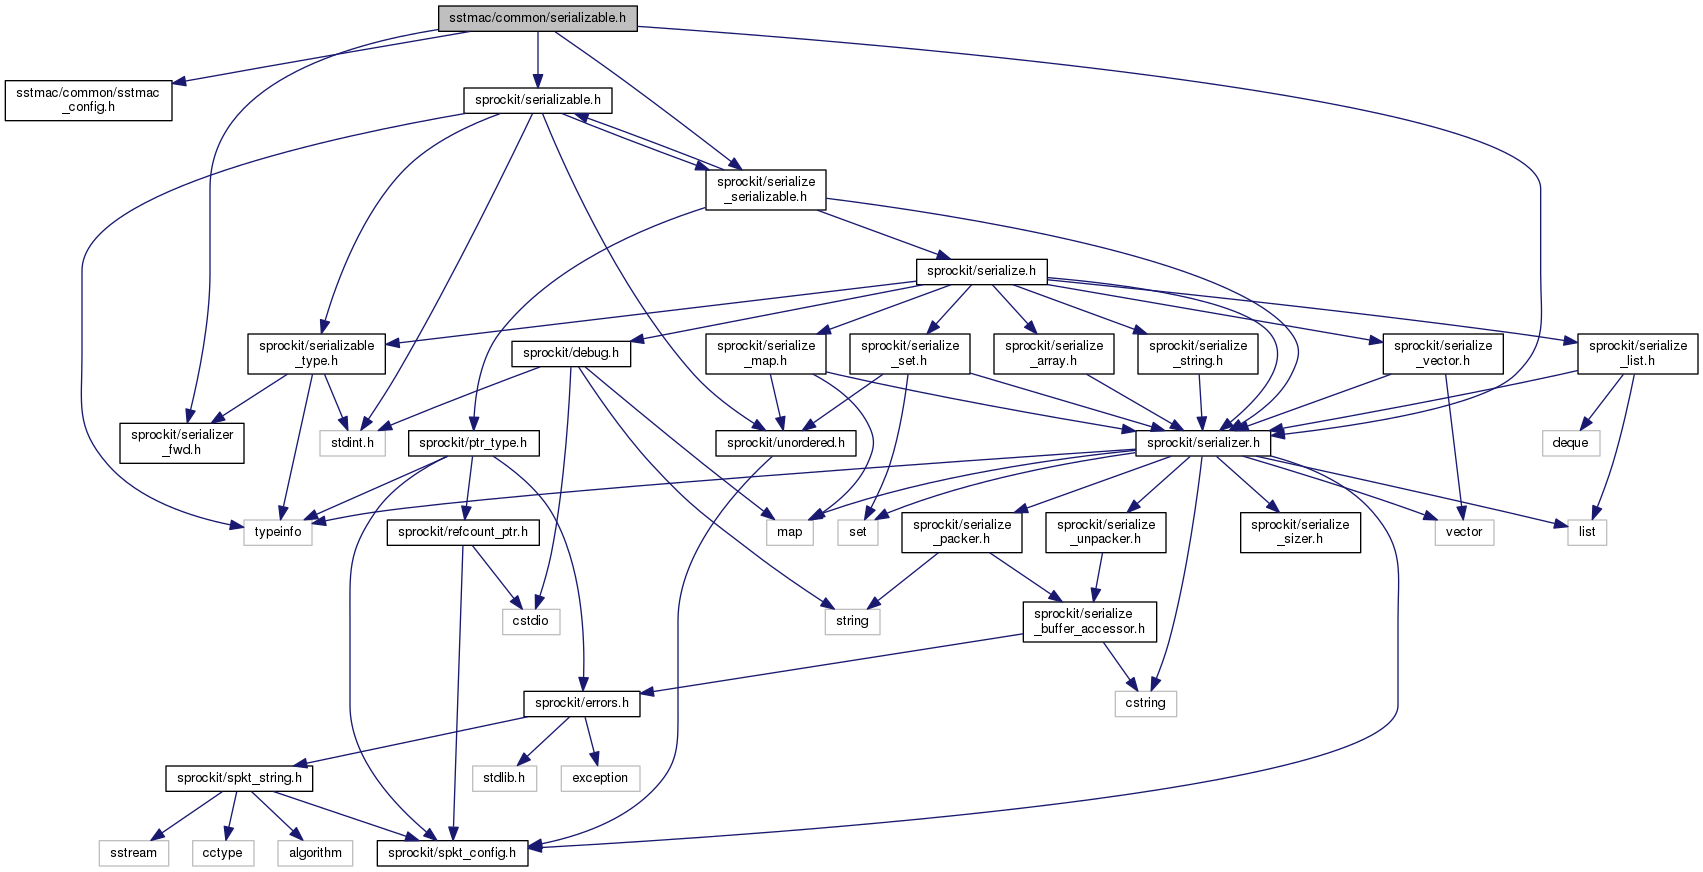 sstmac/common/serializable.h
sstmac/common/sstmac
_config.h
sprockit/serializable.h
sprockit/serialize
_serializable.h
sprockit/serialize.h
sprockit/serializable
_type.h
sprockit/debug.h
sprockit/serialize
_map.h
sprockit/serialize
_set.h
sprockit/serialize
_array.h
sprockit/serialize
_string.h
sprockit/serialize
_vector.h
sprockit/serialize
_list.h
sprockit/serializer
_fwd.h
stdint.h
sprockit/ptr_type.h
sprockit/unordered.h
sprockit/serializer.h
deque
typeinfo
sprockit/refcount_ptr.h
map
set
sprockit/serialize
_packer.h
sprockit/serialize
_unpacker.h
sprockit/serialize
_sizer.h
vector
list
cstdio
string
sprockit/serialize
_buffer_accessor.h
sprockit/errors.h
cstring
sprockit/spkt_string.h
stdlib.h
exception
sstream
cctype
algorithm
sprockit/spkt_config.h